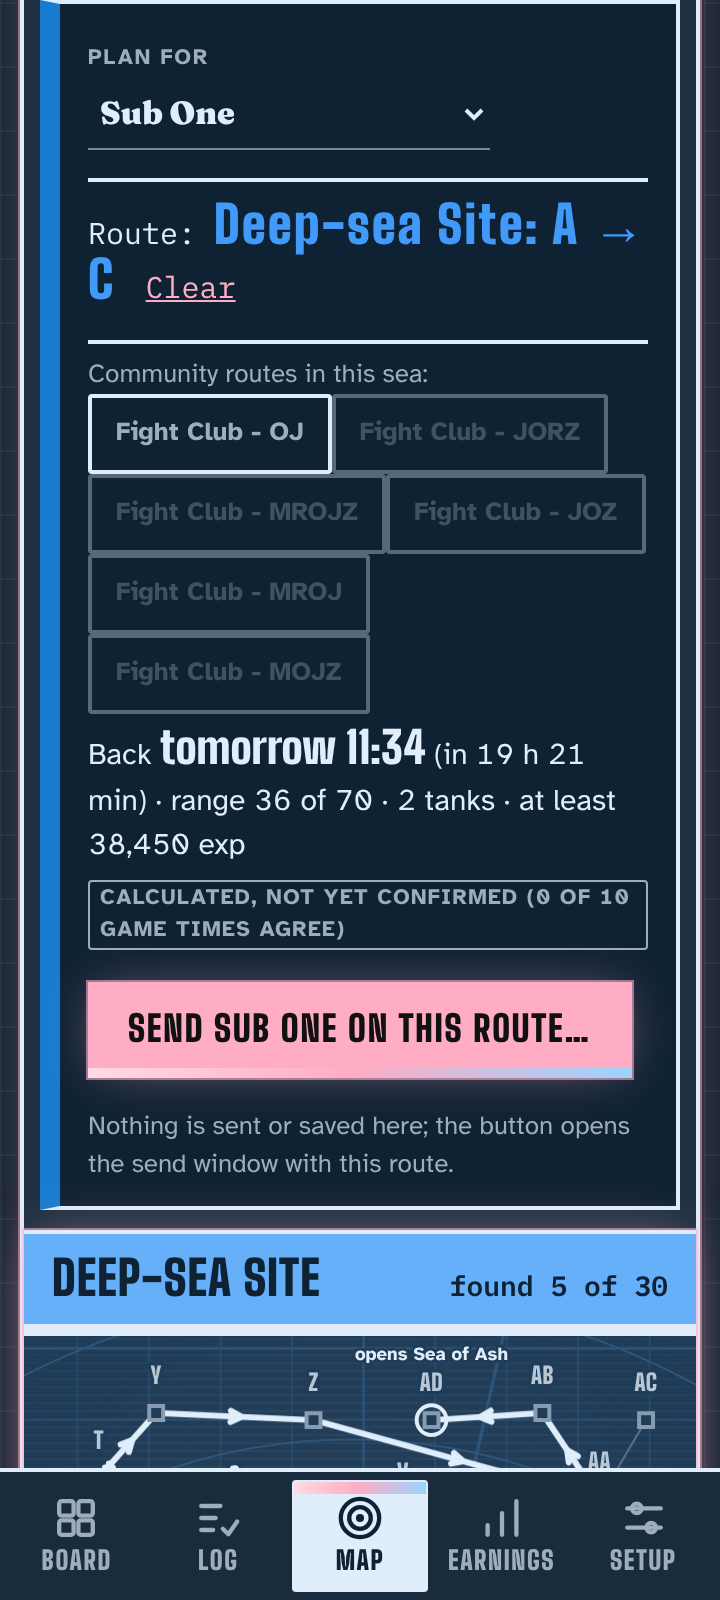 PLAN FOR
Sub One
Route: Deep-sea Site: A →
C Clear
Community routes in this sea:
Fight Club - OJ
Fight Club - JORZ
Fight Club - MROJZ
Fight Club - JOZ
Fight Club - MROJ
Fight Club - MOJZ
Back tomorrow 11:34 (in 19 h 21
min) · range 36 of 70 · 2 tanks · at least
38,450 exp
CALCULATED, NOT YET CONFIRMED (0 OF 10
GAME TIMES AGREE)
SEND SUB ONE ON THIS ROUTE...
Nothing is sent or saved here; the button opens
the send window with this route.
DEEP-SEA SITE
found 5 of 30
opens Sea of Ash
Y
Z
AD
AB
AC
T
AA
BOARD
LOG
MAP
EARNINGS
SETUP